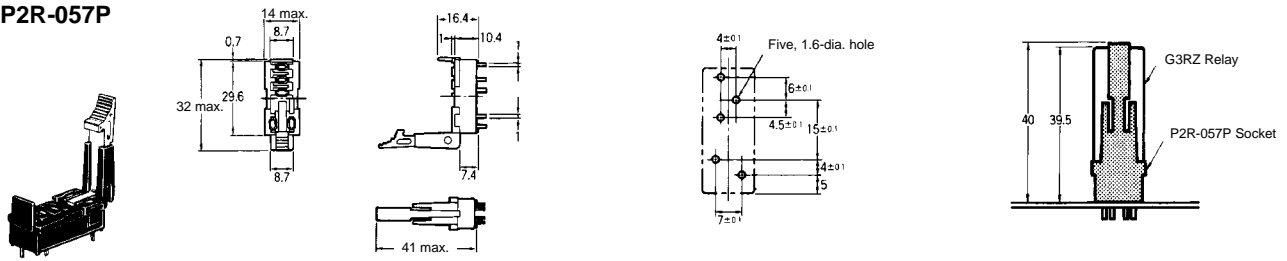 P2R-057P
14 max.
8.7
0.7
32 max.
29.6
8.7
16.4
1
10.4
7.4
41 max.
4±0.1
Five, 1.6-dia. hole
6±0.1
4.5±0.1
15±0.1
4±0.1
5
7±0.1
40
39.5
G3RZ Relay
P2R-057P Socket